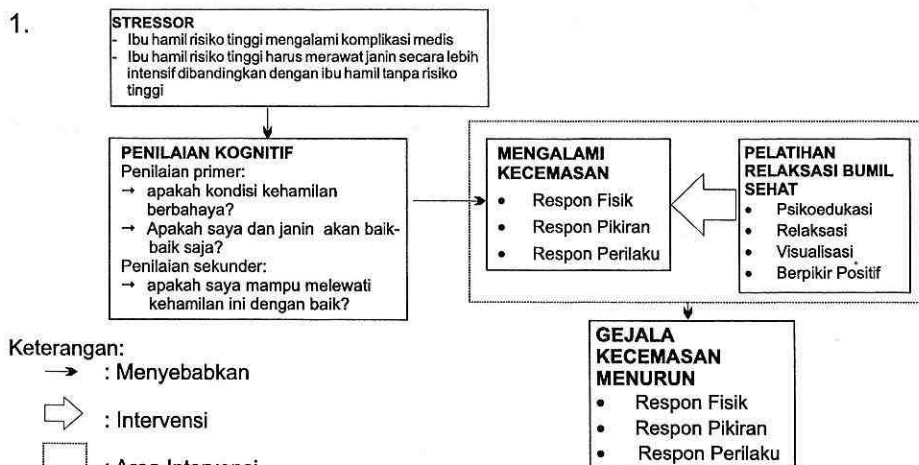 1.
STRESSOR
- Ibu hamil risiko tinggi mengalami komplikasi medis
- Ibu hamil risiko tinggi harus merawat janin secara lebih
intensif dibandingkan dengan ibu hamil tanpa risiko
tinggi
PENILAIAN KOGNITIF
Penilaian primer:
→ apakah kondisi kehamilan
berbahaya?
→ Apakah saya dan janin akan baik-
baik saja?
Penilaian sekunder:
→ apakah saya mampu melewati
kehamilan ini dengan baik?
MENGALAMI
KECEMASAN
• Respon Fisik
• Respon Pikiran
• Respon Perilaku
PELATIHAN
RELAKSASI BUMIL
SEHAT
• Psikoedukasi
• Relaksasi
• Visualisasi
• Berpikir Positif
GEJALA
KECEMASAN
MENURUN
• Respon Fisik
• Respon Pikiran
• Respon Perilaku
Keterangan:
: Menyebabkan
: Intervensi
: Area Intervensi